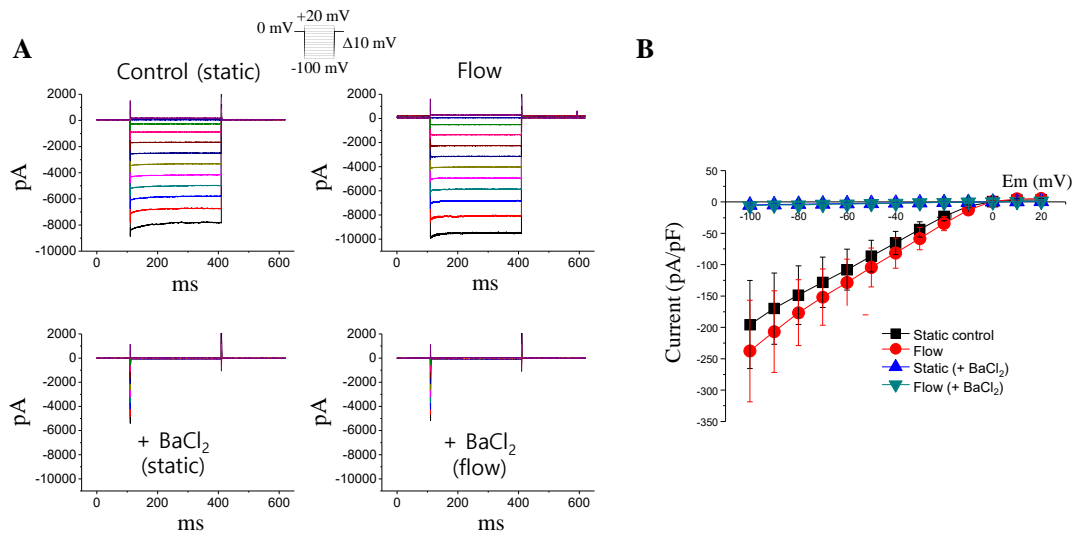 A
0 mV
+20 mV
Δ10 mV
-100 mV
Control (static)
2000
0
-2000
-4000
-6000
-8000
-10000
pA
0 200 400 600
ms
Flow
2000
0
-2000
-4000
-6000
-8000
-10000
pA
0 200 400 600
ms
2000
0
-2000
-4000
-6000
-8000
-10000
pA
+ BaCl₂
(static)
0 200 400 600
ms
2000
0
-2000
-4000
-6000
-8000
-10000
pA
+ BaCl₂
(flow)
0 200 400 600
ms
B
Em (mV)
50
0
-50
-100
-150
-200
-250
-300
-350
Current (pA/pF)
-100 -80 -60 -40 -20 0 20
Static control
Flow
Static (+ BaCl₂)
Flow (+ BaCl₂)